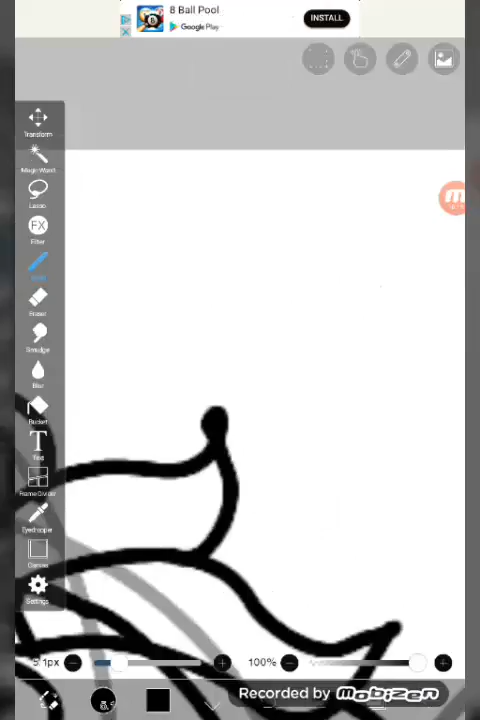 8 Ball Pool
Google Play
INSTALL
Transform
Magic Wand
Lasso
FX
Filter
Eraser
Smudge
Blur
Bucket
T
Text
Frame Divider
Eyedropper
Canvas
Settings
5.1px
100%
Recorded by mobizen